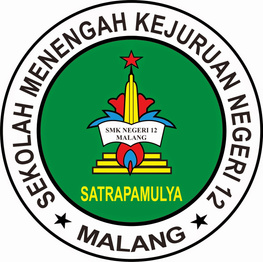 SEKOLAH MENENGAH KEJURUAN NEGERI 12
SMK NEGERI 12
MALANG
SATRAPAMULYA
MALANG